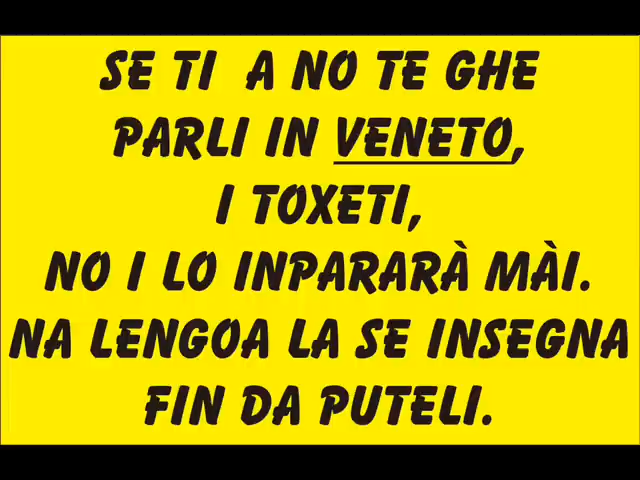 SE TI A NO TE GHE
PARLI IN VENETO,
I TOXETI,
NO I LO INPARARÀ MÀI.
NA LENGOA LA SE INSEGNA
FIN DA PUTELI.